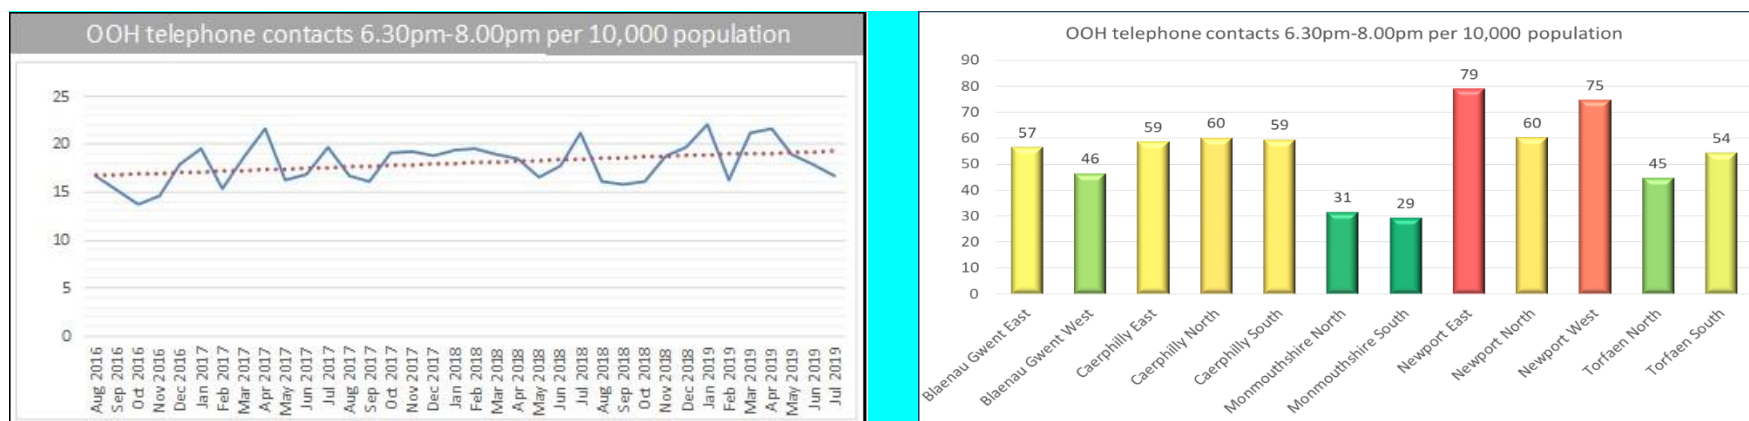 OOH telephone contacts 6.30pm-8.00pm per 10,000 population
25
20
15
10
5
0
Aug 2016
Sep 2016
Oct 2016
Nov 2016
Dec 2016
Jan 2017
Feb 2017
Mar 2017
Apr 2017
May 2017
Jun 2017
Jul 2017
Aug 2017
Sep 2017
Oct 2017
Nov 2017
Dec 2017
Jan 2018
Feb 2018
Mar 2018
Apr 2018
May 2018
Jun 2018
Jul 2018
Aug 2018
Sep 2018
Oct 2018
Nov 2018
Dec 2018
Jan 2019
Feb 2019
Mar 2019
Apr 2019
May 2019
Jun 2019
Jul 2019
OOH telephone contacts 6.30pm-8.00pm per 10,000 population
90
80
70
60
50
40
30
20
10
0
57
46
59
60
59
31
29
79
60
75
45
54
Blaenau Gwent East
Blaenau Gwent West
Caerphilly East
Caerphilly North
Caerphilly South
Monmouthshire North
Monmouthshire South
Newport East
Newport North
Newport West
Torfaen North
Torfaen South